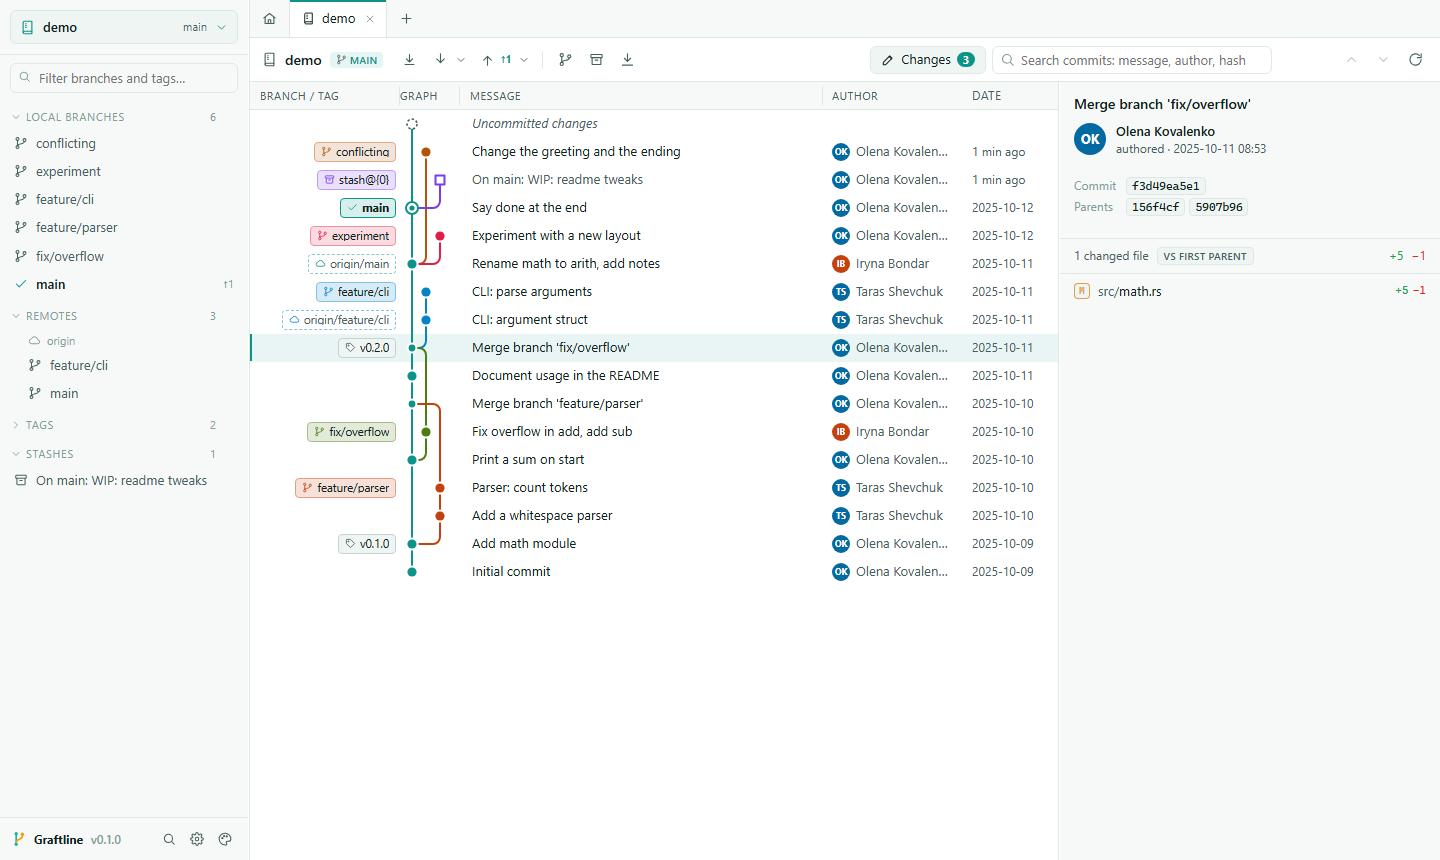 demo main
Filter branches and tags...
LOCAL BRANCHES 6
conflicting
experiment
feature/cli
feature/parser
fix/overflow
main ↑1
REMOTES 3
origin
feature/cli
main
TAGS 2
STASHES 1
On main: WIP: readme tweaks
Graftline v0.1.0
demo
demo MAIN ↑1 Changes 3 Search commits: message, author, hash
BRANCH / TAG GRAPH MESSAGE AUTHOR DATE
Uncommitted changes
conflicting Change the greeting and the ending OK Olena Kovalen... 1 min ago
stash@{0} On main: WIP: readme tweaks OK Olena Kovalen... 1 min ago
main Say done at the end OK Olena Kovalen... 2025-10-12
experiment Experiment with a new layout OK Olena Kovalen... 2025-10-12
origin/main Rename math to arith, add notes IB Iryna Bondar 2025-10-11
feature/cli CLI: parse arguments TS Taras Shevchuk 2025-10-11
origin/feature/cli CLI: argument struct TS Taras Shevchuk 2025-10-11
v0.2.0 Merge branch 'fix/overflow' OK Olena Kovalen... 2025-10-11
Document usage in the README OK Olena Kovalen... 2025-10-11
Merge branch 'feature/parser' OK Olena Kovalen... 2025-10-10
fix/overflow Fix overflow in add, add sub IB Iryna Bondar 2025-10-10
Print a sum on start OK Olena Kovalen... 2025-10-10
feature/parser Parser: count tokens TS Taras Shevchuk 2025-10-10
Add a whitespace parser TS Taras Shevchuk 2025-10-10
v0.1.0 Add math module OK Olena Kovalen... 2025-10-09
Initial commit OK Olena Kovalen... 2025-10-09
Merge branch 'fix/overflow'
OK Olena Kovalenko
authored · 2025-10-11 08:53
Commit f3d49ea5e1
Parents 156f4cf 5907b96
1 changed file VS FIRST PARENT +5 −1
M src/math.rs +5 −1